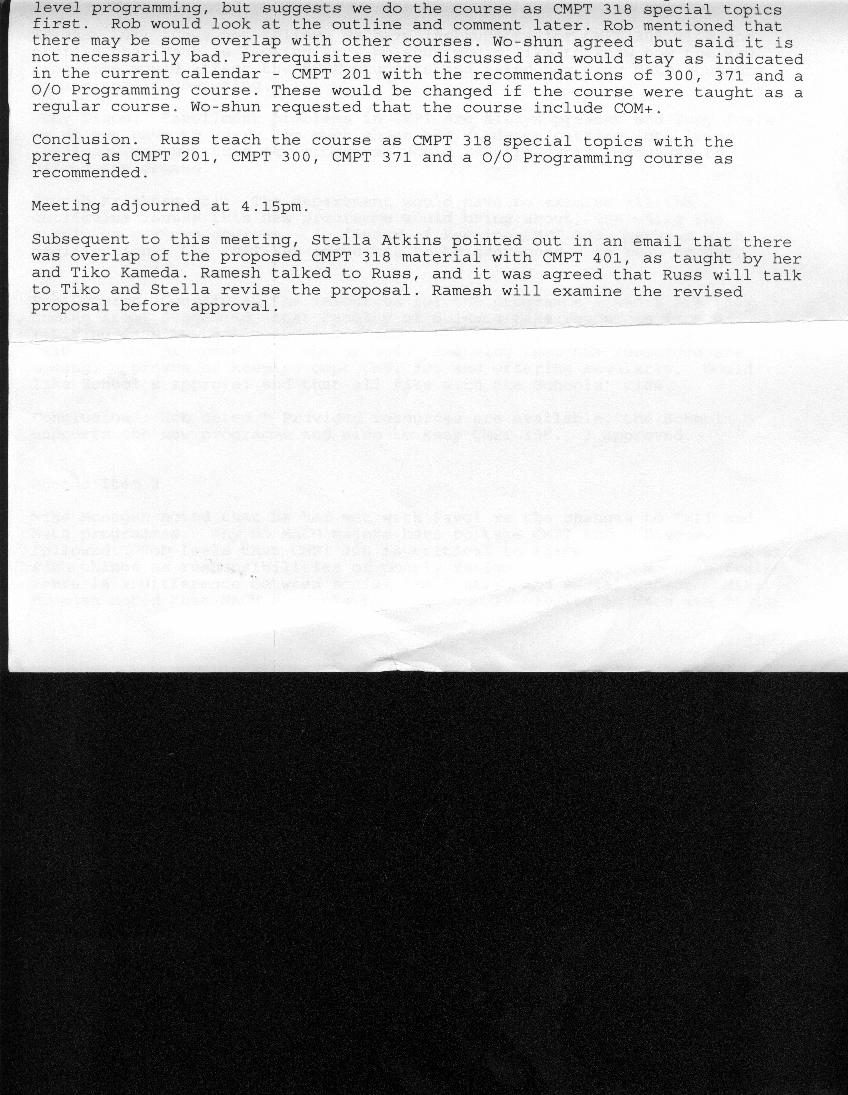 level programming, but suggests we do the course as CMPT 318 special topics
first.  Rob would look at the outline and comment later. Rob mentioned that
there may be some overlap with other courses. Wo-shun agreed  but said it is
not necessarily bad. Prerequisites were discussed and would stay as indicated
in the current calendar - CMPT 201 with the recommendations of 300, 371 and a
O/O Programming course. These would be changed if the course were taught as a
regular course. Wo-shun requested that the course include COM+.

Conclusion.  Russ teach the course as CMPT 318 special topics with the
prereq as CMPT 201, CMPT 300, CMPT 371 and a O/O Programming course as
recommended.

Meeting adjourned at 4.15pm.

Subsequent to this meeting, Stella Atkins pointed out in an email that there
was overlap of the proposed CMPT 318 material with CMPT 401, as taught by her
and Tiko Kameda. Ramesh talked to Russ, and it was agreed that Russ will talk
to Tiko and Stella revise the proposal. Ramesh will examine the revised
proposal before approval.